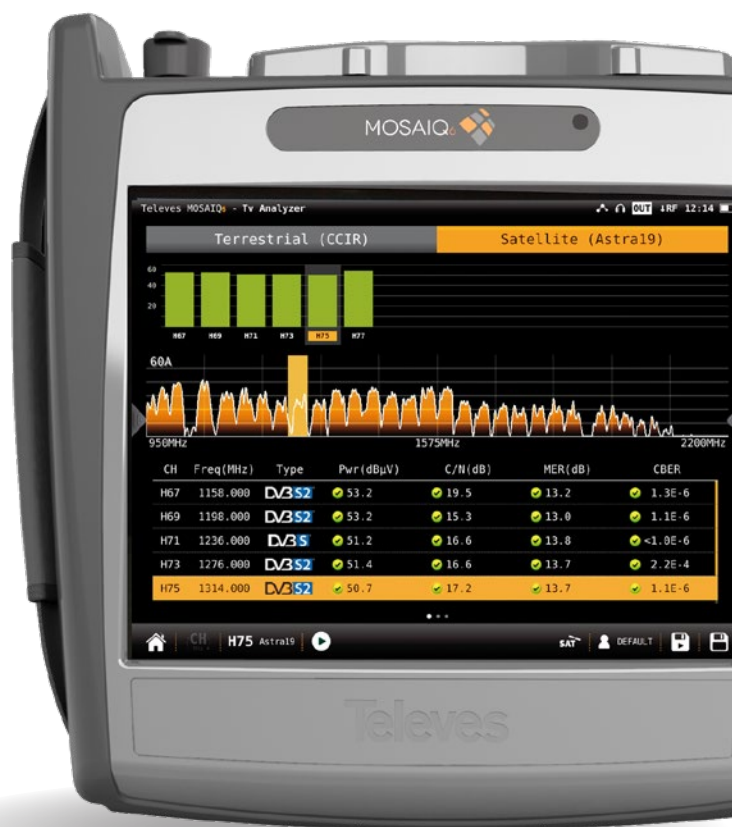 MOSAIQ6
Televes MOSAIQ6 - Tv Analyzer OUT ↓RF 12:14
Terrestrial (CCIR) Satellite (Astra19)
60
40
20
H67 H69 H71 H73 H75 H77
60A
950MHz 1575MHz 2200MHz
CH Freq(MHz) Type Pwr(dBµV) C/N(dB) MER(dB) CBER
H67 1158.000 DVB S2 53.2 19.5 13.2 1.3E-6
H69 1198.000 DVB S2 53.2 15.3 13.0 1.1E-6
H71 1236.000 DVB S 51.2 16.6 13.8 <1.0E-6
H73 1276.000 DVB S2 51.4 16.6 13.7 2.2E-4
H75 1314.000 DVB S2 50.7 17.2 13.7 1.1E-6
CH H75 Astra19 SAT DEFAULT
Televes